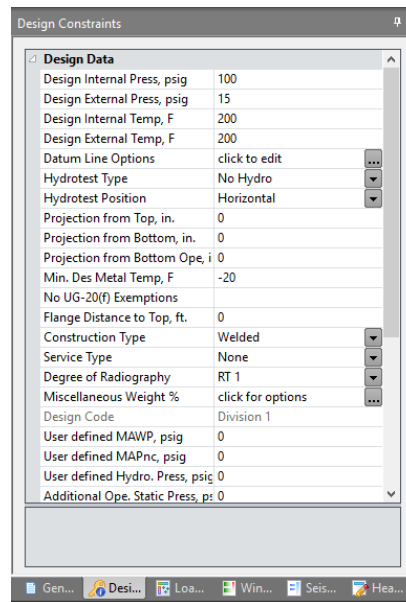 Design Constraints
Design Data
Design Internal Press, psig 100
Design External Press, psig 15
Design Internal Temp, F 200
Design External Temp, F 200
Datum Line Options click to edit ...
Hydrotest Type No Hydro
Hydrotest Position Horizontal
Projection from Top, in. 0
Projection from Bottom, in. 0
Projection from Bottom Ope, i 0
Min. Des Metal Temp, F -20
No UG-20(f) Exemptions
Flange Distance to Top, ft. 0
Construction Type Welded
Service Type None
Degree of Radiography RT 1
Miscellaneous Weight % click for options ...
Design Code Division 1
User defined MAWP, psig 0
User defined MAPnc, psig 0
User defined Hydro. Press, psig 0
Additional Ope. Static Press, ps 0
Gen... Desi... Loa... Win... Seis... Hea...